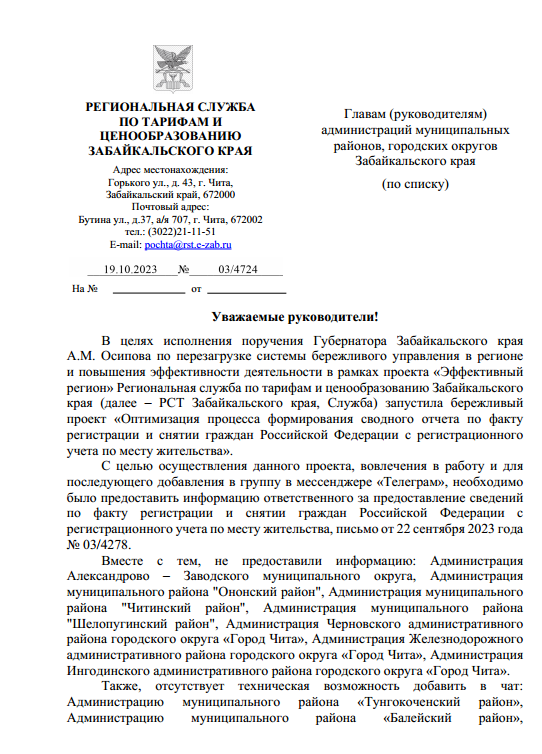 РЕГИОНАЛЬНАЯ СЛУЖБА
ПО ТАРИФАМ И
ЦЕНООБРАЗОВАНИЮ
ЗАБАЙКАЛЬСКОГО КРАЯ
Адрес местонахождения:
Горького ул., д. 43, г. Чита,
Забайкальский край, 672000
Почтовый адрес:
Бутина ул., д.37, а/я 707, г. Чита, 672002
тел.: (3022)21-11-51
E-mail: pochta@rst.e-zab.ru
19.10.2023 № 03/4724
На № от
Главам (руководителям)
администраций муниципальных
районов, городских округов
Забайкальского края
(по списку)
Уважаемые руководители!
В целях исполнения поручения Губернатора Забайкальского края
А.М. Осипова по перезагрузке системы бережливого управления в регионе
и повышения эффективности деятельности в рамках проекта «Эффективный
регион» Региональная служба по тарифам и ценообразованию Забайкальского
края (далее – РСТ Забайкальского края, Служба) запустила бережливый
проект «Оптимизация процесса формирования сводного отчета по факту
регистрации и снятии граждан Российской Федерации с регистрационного
учета по месту жительства».
С целью осуществления данного проекта, вовлечения в работу и для
последующего добавления в группу в мессенджере «Телеграм», необходимо
было предоставить информацию ответственного за предоставление сведений
по факту регистрации и снятии граждан Российской Федерации с
регистрационного учета по месту жительства, письмо от 22 сентября 2023 года
№ 03/4278.
Вместе с тем, не предоставили информацию: Администрация
Александрово – Заводского муниципального округа, Администрация
муниципального района "Ононский район", Администрация муниципального
района "Читинский район", Администрация муниципального района
"Шелопугинский район", Администрация Черновского административного
района городского округа «Город Чита», Администрация Железнодорожного
административного района городского округа «Город Чита», Администрация
Ингодинского административного района городского округа «Город Чита».
Также, отсутствует техническая возможность добавить в чат:
Администрацию муниципального района «Тунгокоченский район»,
Администрацию муниципального района «Балейский район»,